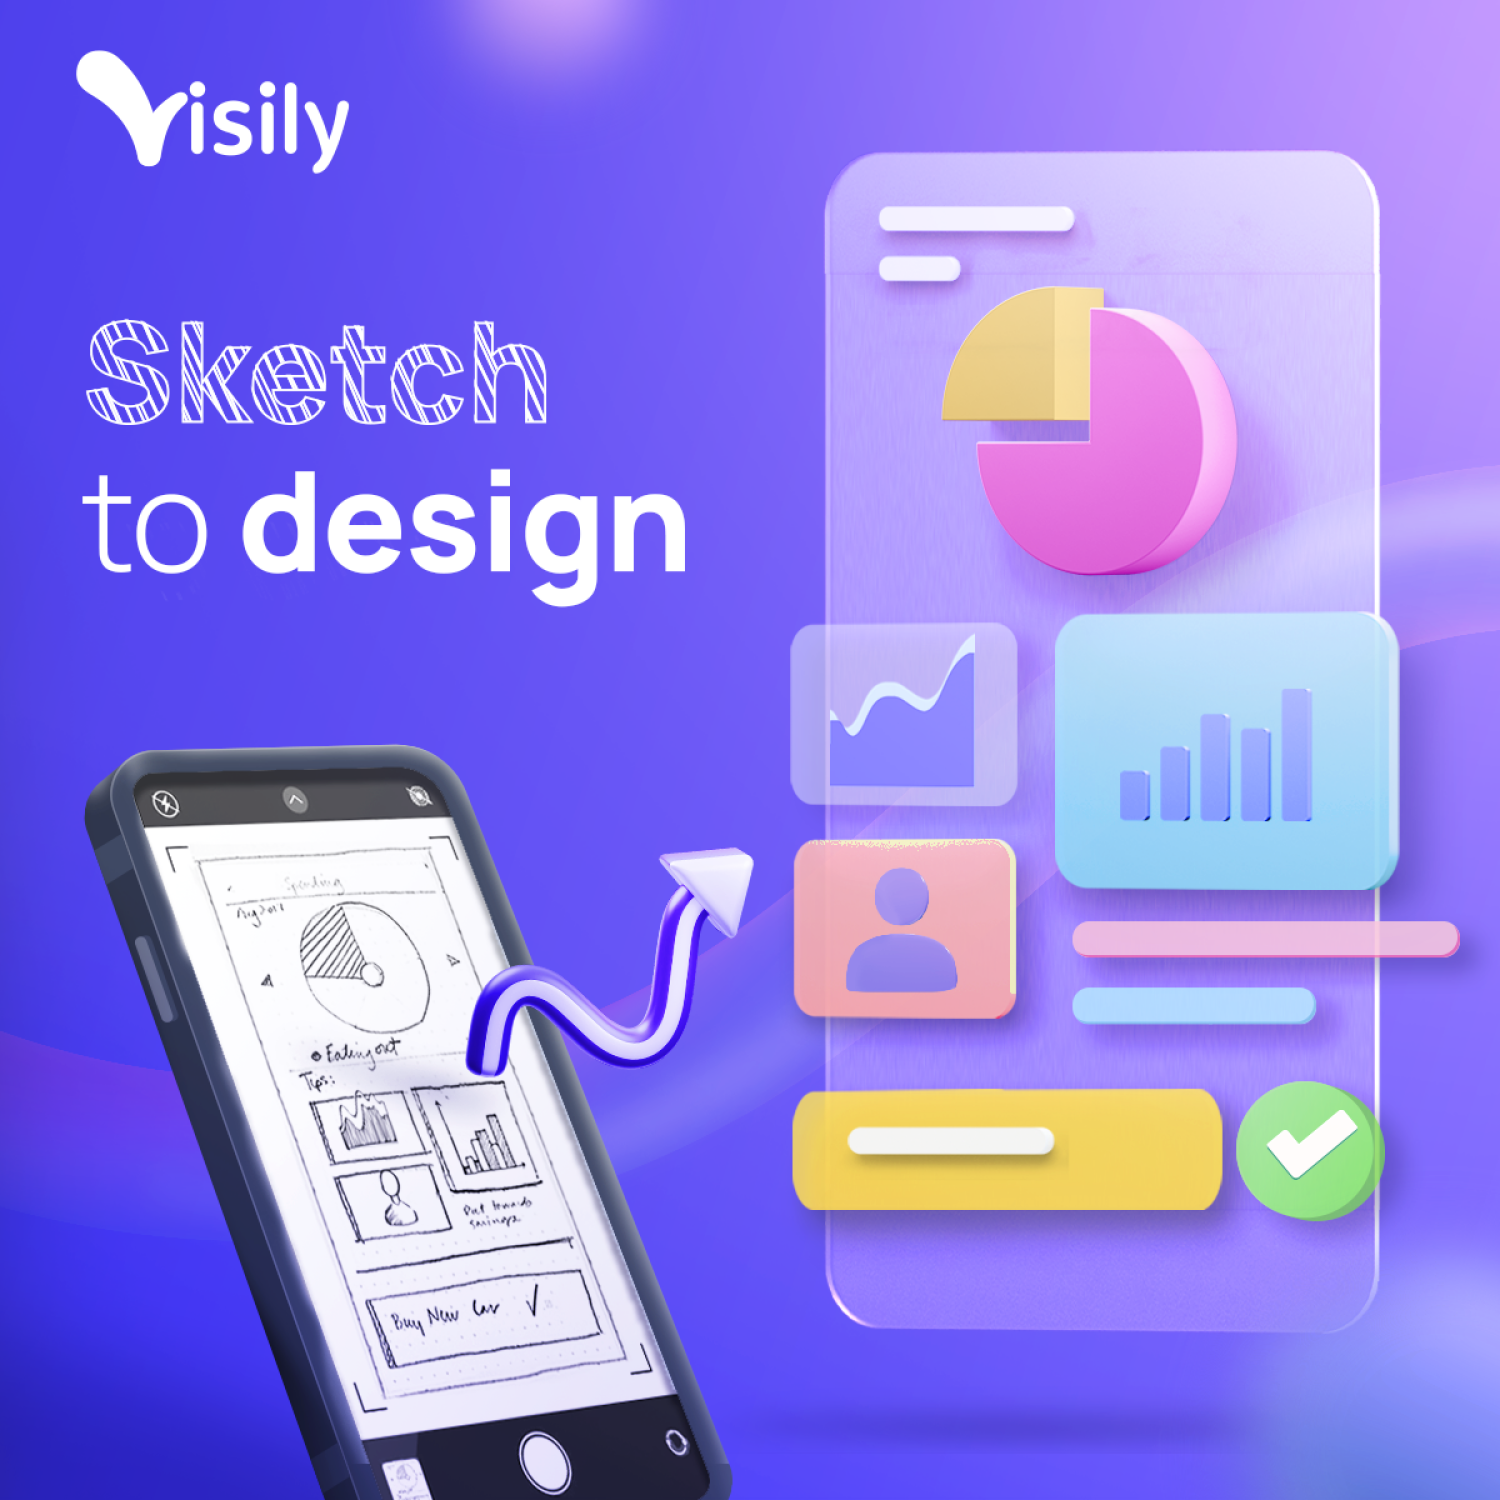 Visily
Sketch
to design
Spending
Aug 2018
Eating out
Tips:
Put towards
savings
Buy New Car